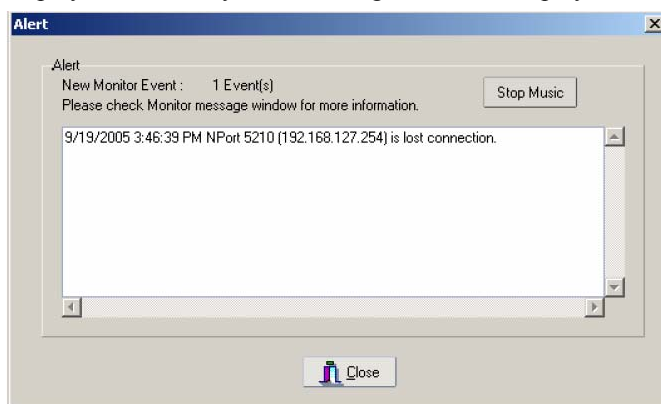 Alert
Alert
New Monitor Event : 1 Event(s)
Stop Music
Please check Monitor message window for more information.
9/19/2005 3:46:39 PM NPort 5210 (192.168.127.254) is lost connection.
Close